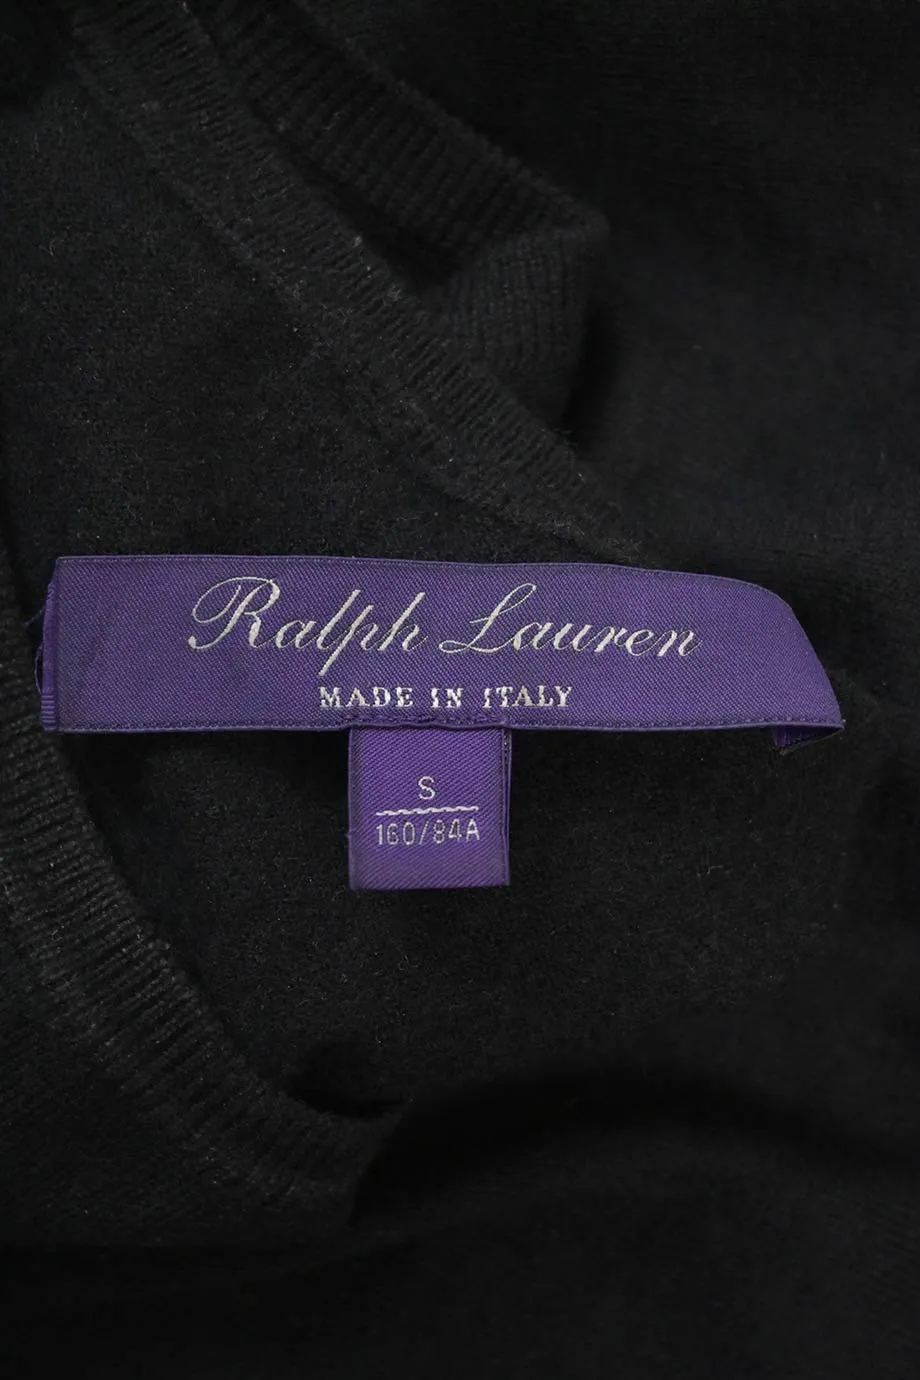 Ralph Lauren
MADE IN ITALY
S
160/84A